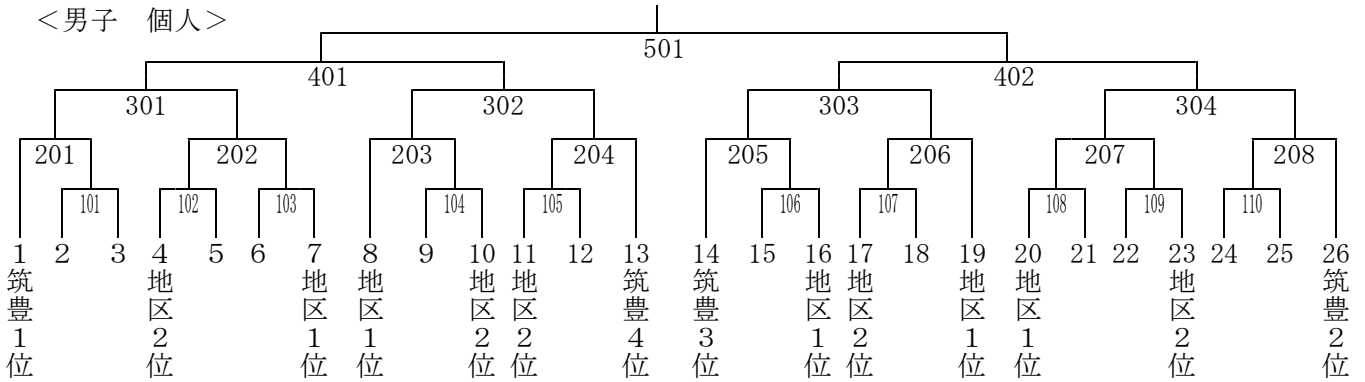 ＜男子　個人＞
501
401 402
301 302 303 304
201 202 203 204 205 206 207 208
101 102 103 104 105 106 107 108 109 110
1 2 3 4 5 6 7 8 9 10 11 12 13 14 15 16 17 18 19 20 21 22 23 24 25 26
筑豊１位
地区２位
地区１位
地区１位
地区２位
地区２位
筑豊４位
筑豊３位
地区１位
地区２位
地区１位
地区１位
地区２位
筑豊２位